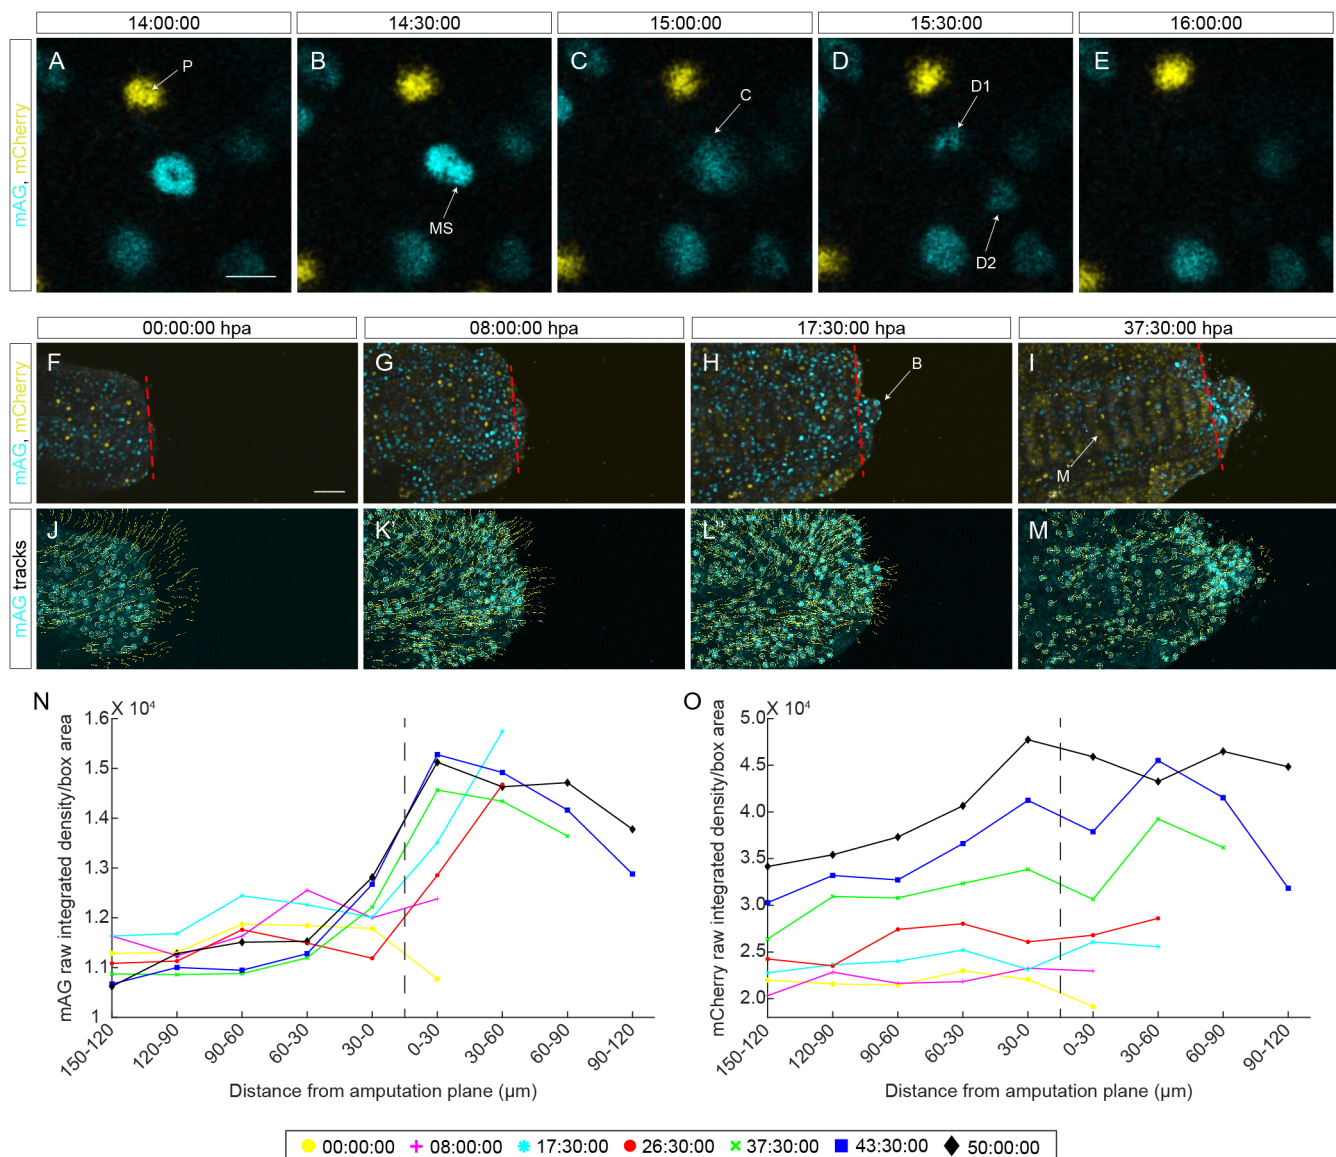 14:00:00 14:30:00 15:00:00 15:30:00 16:00:00
mAG, mCherry
A P
B MS
C C
D D1 D2
E
00:00:00 hpa 08:00:00 hpa 17:30:00 hpa 37:30:00 hpa
mAG, mCherry
F
G
H B
I M
mAG tracks
J
K'
L"
M
N
X 10⁴
mAG raw integrated density/box area
1.6
1.5
1.4
1.3
1.2
1.1
1
150-120 120-90 90-60 60-30 30-0 0-30 30-60 60-90 90-120
Distance from amputation plane (μm)
O
X 10⁴
mCherry raw integrated density/box area
5.0
4.5
4.0
3.5
3.0
2.5
2.0
150-120 120-90 90-60 60-30 30-0 0-30 30-60 60-90 90-120
Distance from amputation plane (μm)
00:00:00 08:00:00 17:30:00 26:30:00 37:30:00 43:30:00 50:00:00